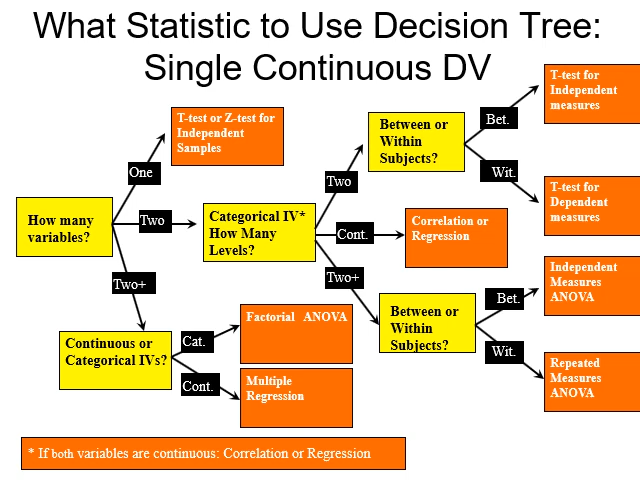 What Statistic to Use Decision Tree:
Single Continuous DV
T-test or Z-test for
Independent
Samples
Between or
Within
Subjects?
Bet.
T-test for
Independent
measures
One
Wit.
T-test for
Dependent
measures
Two
How many
variables?
Two
Categorical IV*
How Many
Levels?
Cont.
Correlation or
Regression
Two+
Two+
Between or
Within
Subjects?
Bet.
Independent
Measures
ANOVA
Wit.
Repeated
Measures
ANOVA
Continuous or
Categorical IVs?
Cat.
Factorial ANOVA
Cont.
Multiple
Regression
* If both variables are continuous: Correlation or Regression